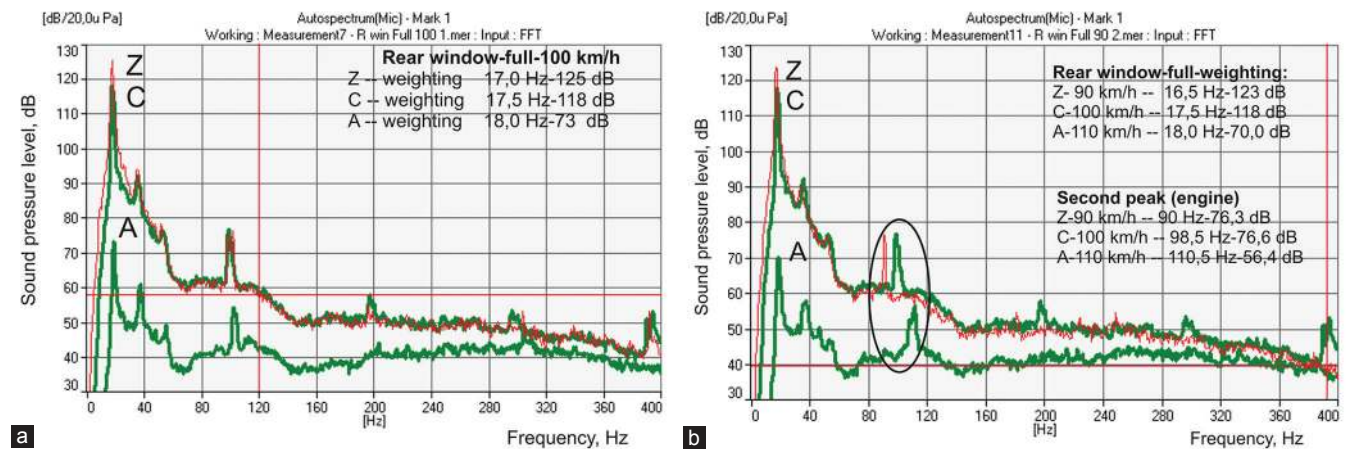 [dB/20,0u Pa]
Autospectrum(Mic) - Mark 1
Working : Measurement7 - R win Full 100 1.mer : Input : FFT
Rear window-full-100 km/h
Z -- weighting 17,0 Hz-125 dB
C -- weighting 17,5 Hz-118 dB
A -- weighting 18,0 Hz-73 dB
Z
C
A
Sound pressure level, dB
130
120
110
100
90
80
70
60
50
40
30
0 40 80 120 160 200 240 280 320 360 400
[Hz]
Frequency, Hz
a
[dB/20,0u Pa]
Autospectrum(Mic) - Mark 1
Working : Measurement11 - R win Full 90 2.mer : Input : FFT
Rear window-full-weighting:
Z- 90 km/h -- 16,5 Hz-123 dB
C-100 km/h -- 17,5 Hz-118 dB
A-110 km/h -- 18,0 Hz-70,0 dB
Second peak (engine)
Z-90 km/h -- 90 Hz-76,3 dB
C-100 km/h -- 98,5 Hz-76,6 dB
A-110 km/h -- 110,5 Hz-56,4 dB
Z
C
A
Sound pressure level, dB
130
120
110
100
90
80
70
60
50
40
30
0 40 80 120 160 200 240 280 320 360 400
[Hz]
Frequency, Hz
b